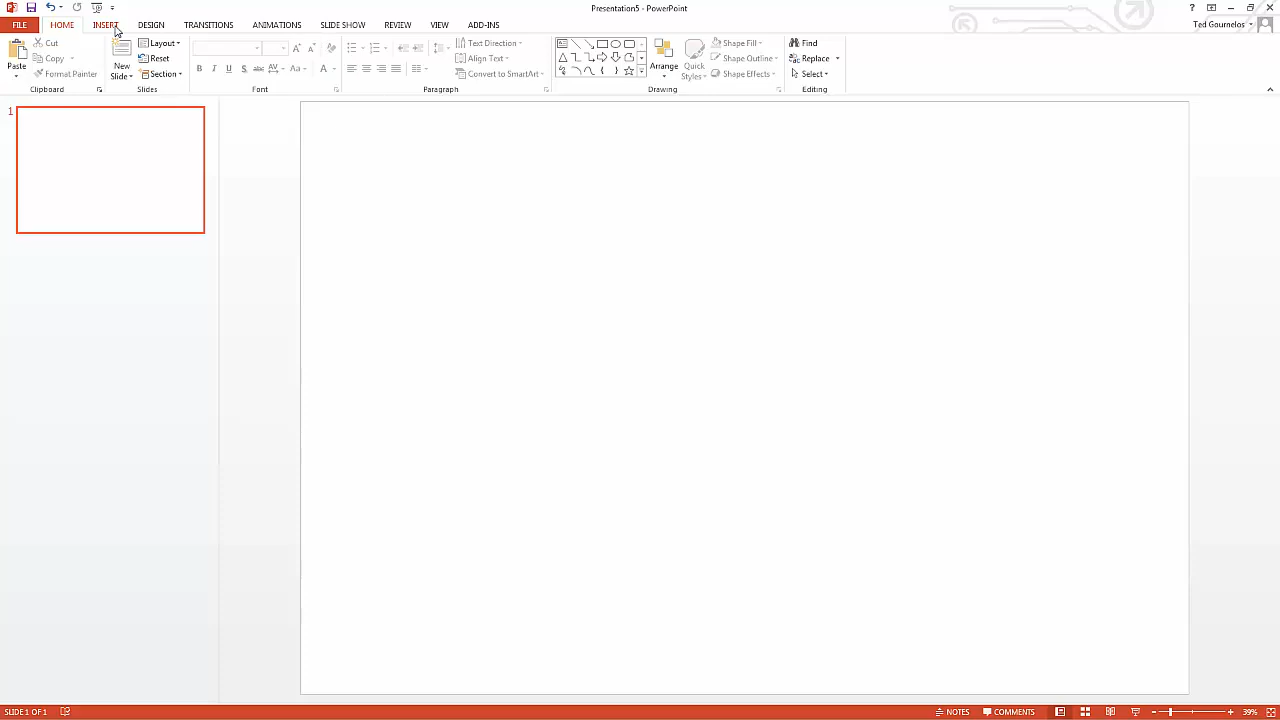 Presentation5 - PowerPoint
FILE HOME INSERT DESIGN TRANSITIONS ANIMATIONS SLIDE SHOW REVIEW VIEW ADD-INS Ted Gournelos
Paste
Cut
Copy
Format Painter
Clipboard
New
Slide
Layout
Reset
Section
Slides
B I U S abc AV Aa A
Font
Text Direction
Align Text
Convert to SmartArt
Paragraph
Arrange
Quick
Styles
Shape Fill
Shape Outline
Shape Effects
Drawing
Find
Replace
Select
Editing
1
SLIDE 1 OF 1 NOTES COMMENTS 39%